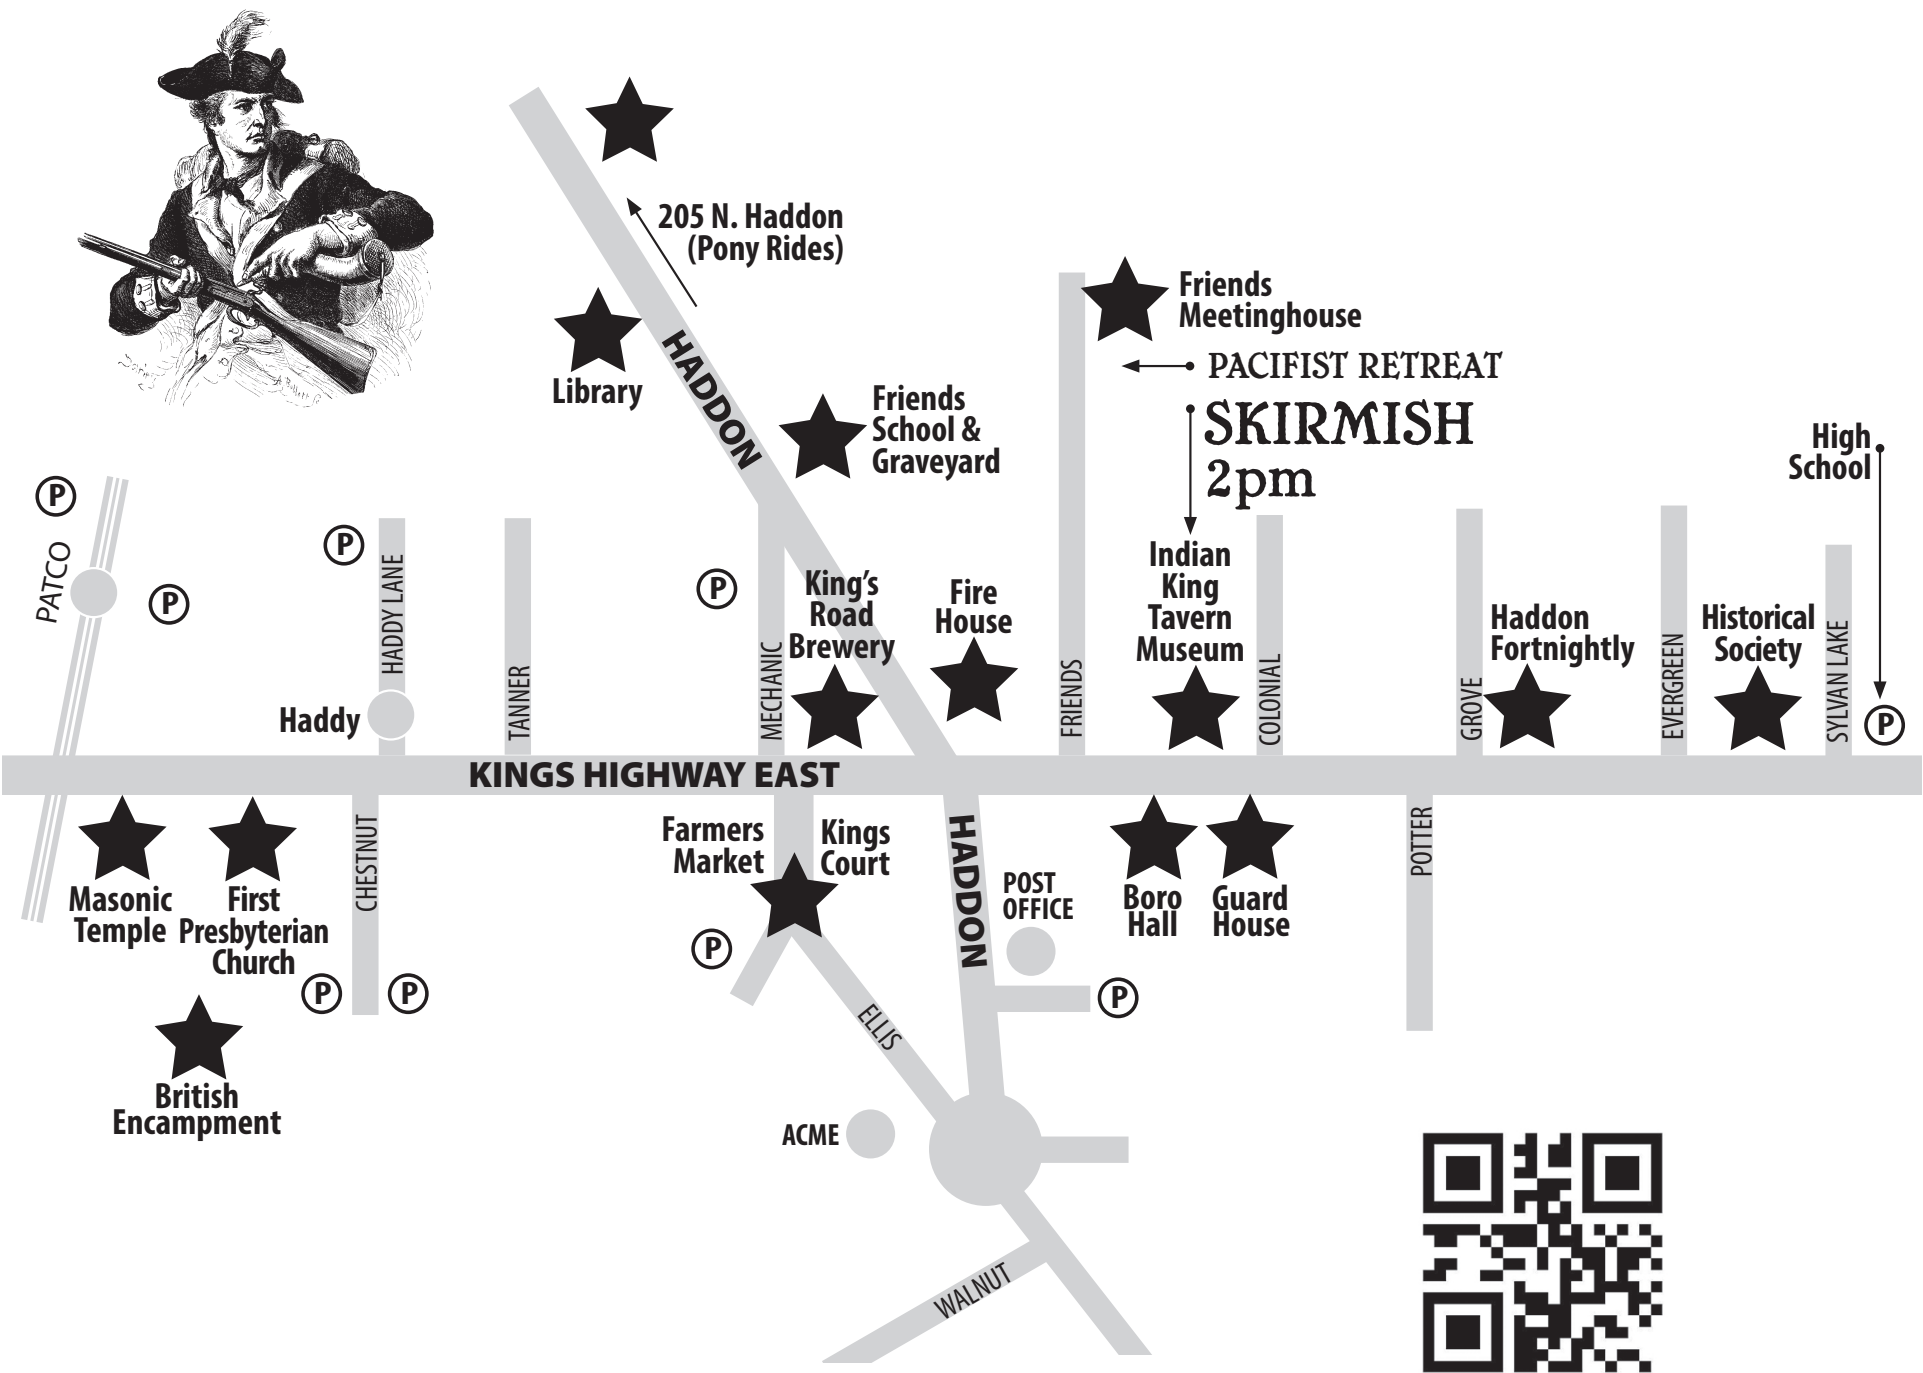 205 N. Haddon
(Pony Rides)
Friends
Meetinghouse
PACIFIST RETREAT
SKIRMISH
2pm
Library
HADDON
Friends
School &
Graveyard
High
School
P
PATCO
P
P
HADDY LANE
Haddy
TANNER
P
MECHANIC
King's
Road
Brewery
Fire
House
FRIENDS
Indian
King
Tavern
Museum
COLONIAL
GROVE
Haddon
Fortnightly
EVERGREEN
Historical
Society
SYLVAN LAKE
P
KINGS HIGHWAY EAST
Masonic
Temple
First
Presbyterian
Church
CHESTNUT
P
P
British
Encampment
Farmers
Market
Kings
Court
P
ELLIS
HADDON
POST
OFFICE
P
Boro
Hall
Guard
House
POTTER
ACME
WALNUT